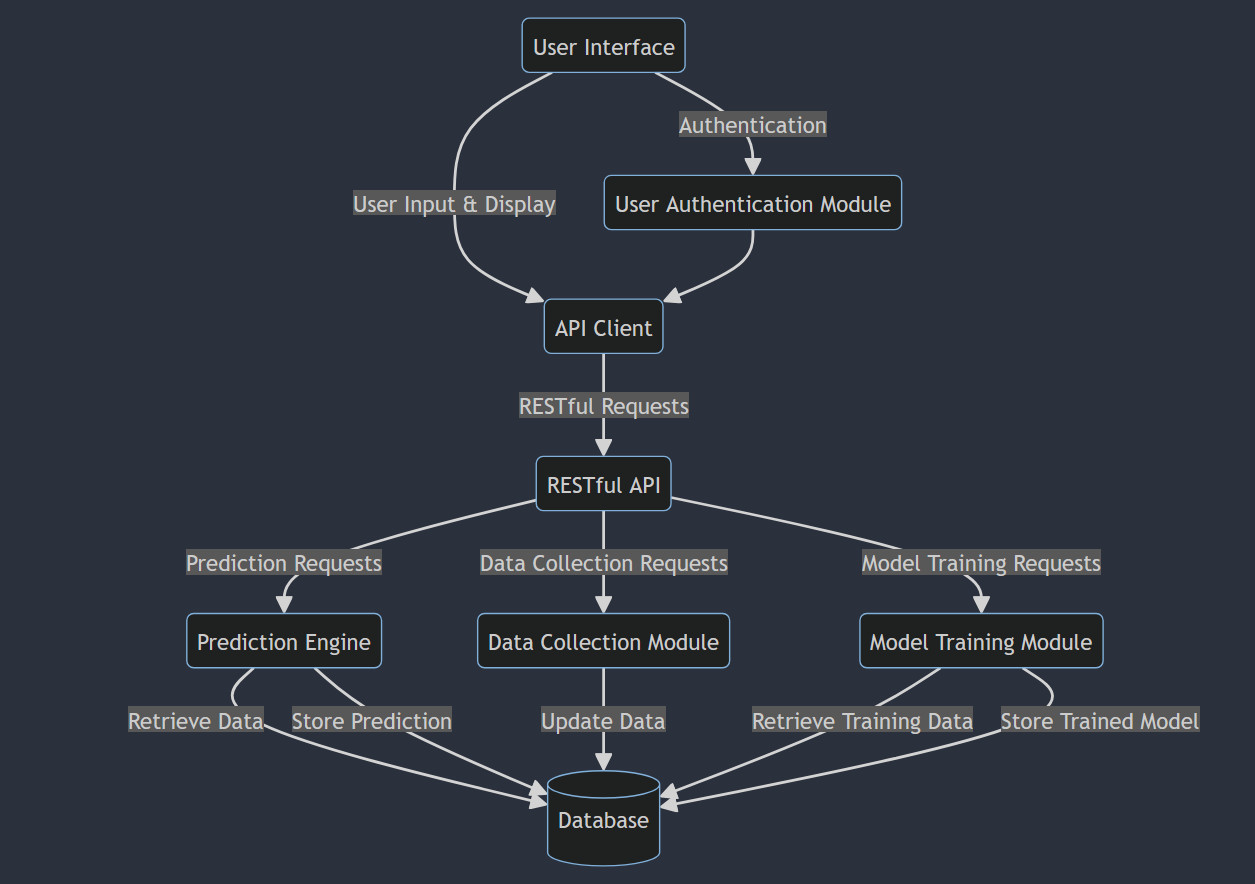 User Interface
Authentication
User Input & Display
User Authentication Module
API Client
RESTful Requests
RESTful API
Prediction Requests
Data Collection Requests
Model Training Requests
Prediction Engine
Data Collection Module
Model Training Module
Retrieve Data
Store Prediction
Update Data
Retrieve Training Data
Store Trained Model
Database